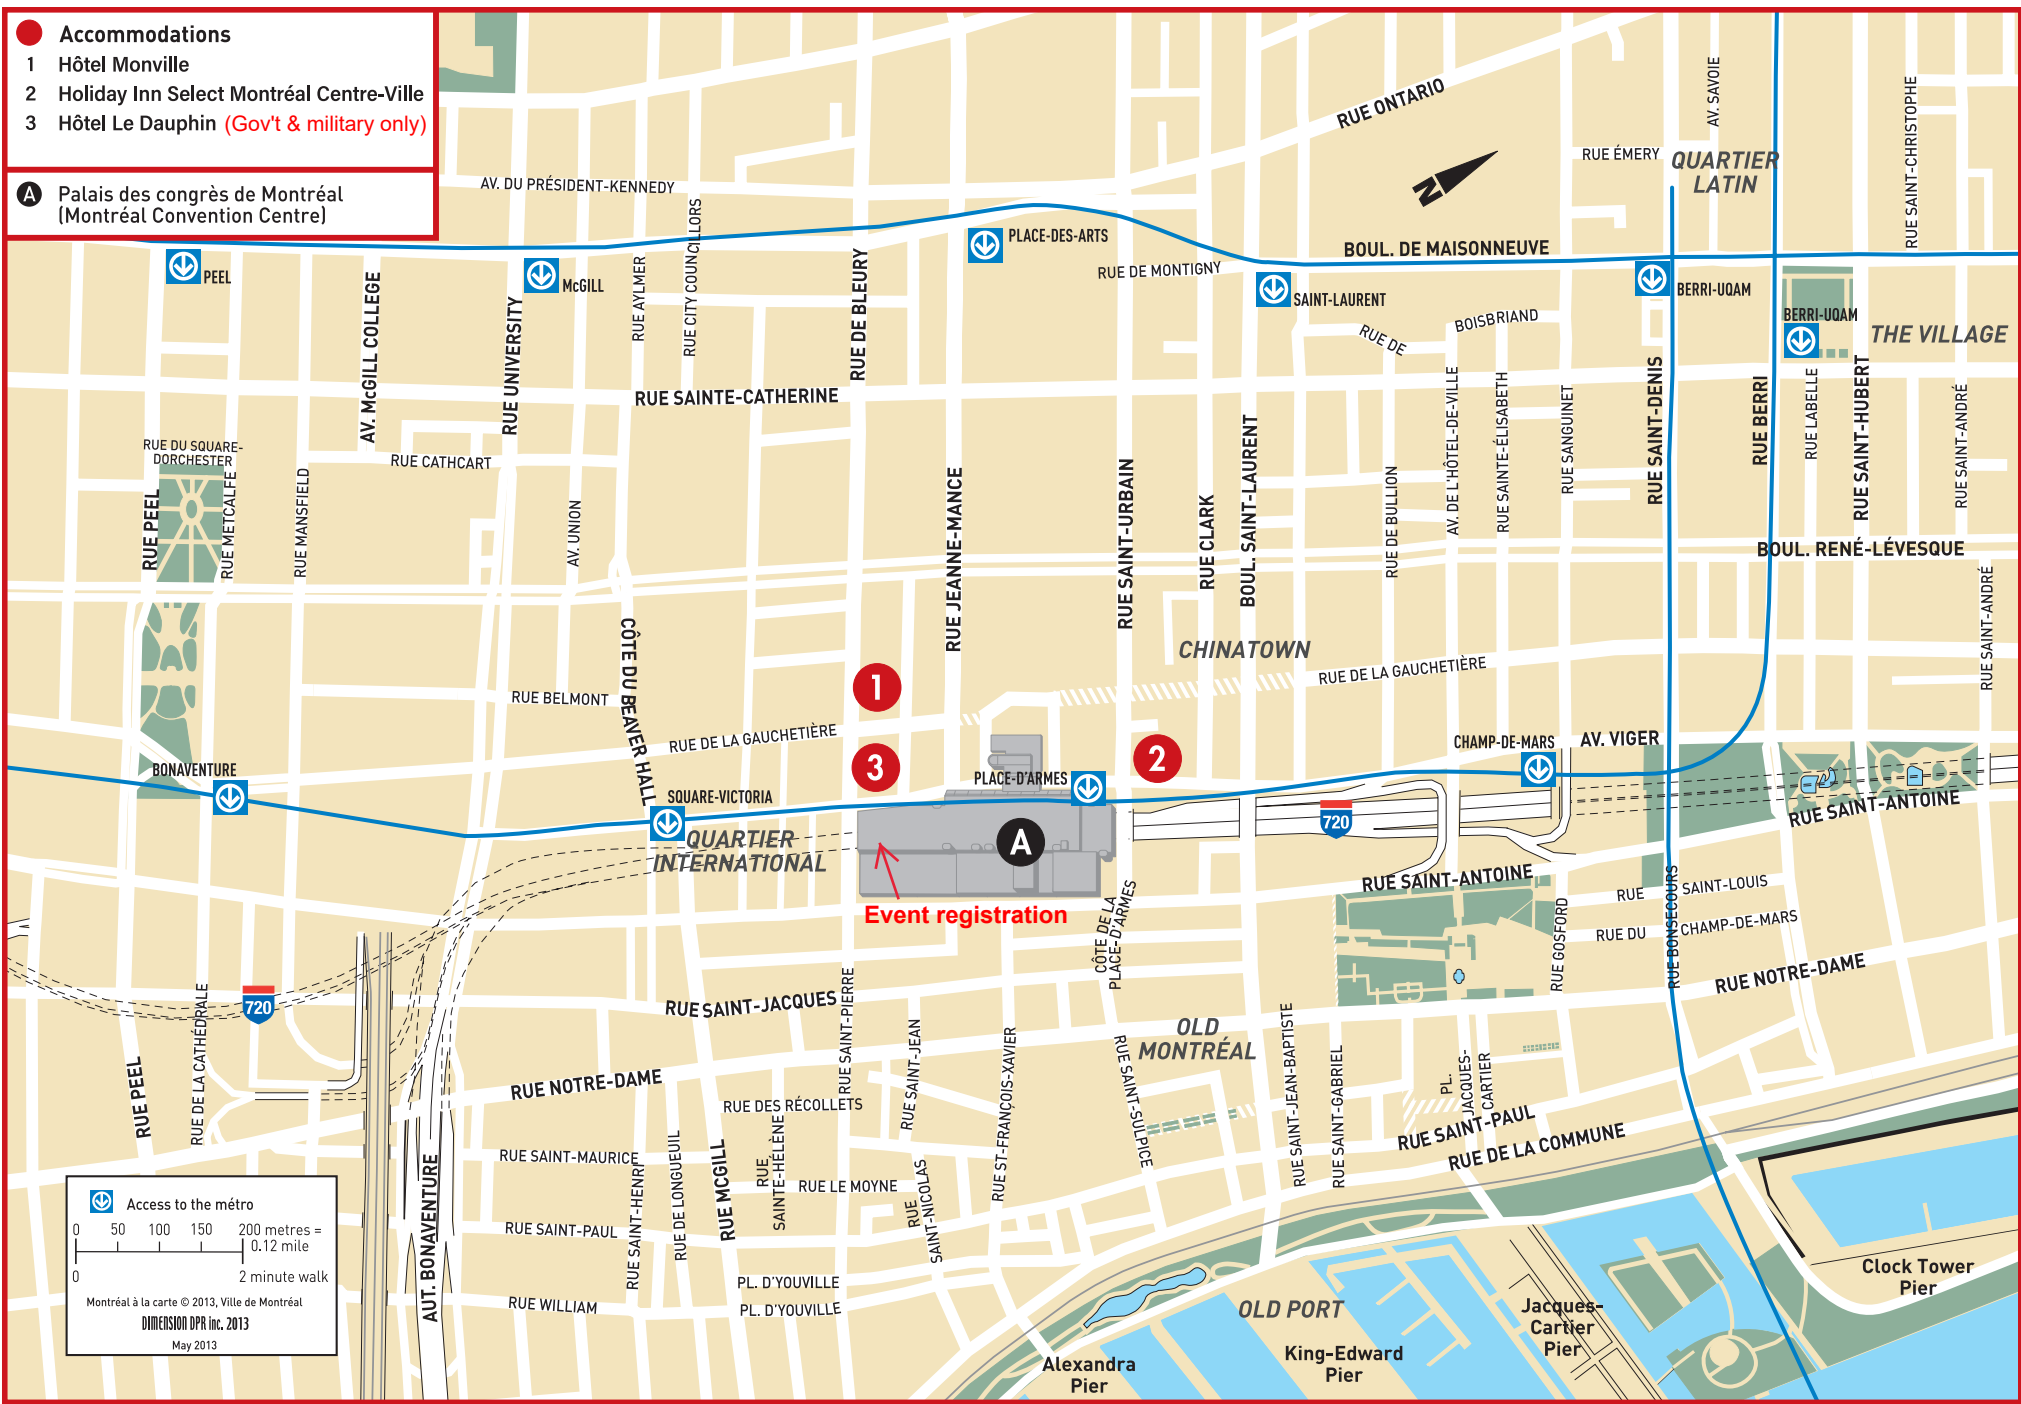 Accommodations
1 Hôtel Monville
2 Holiday Inn Select Montréal Centre-Ville
3 Hôtel Le Dauphin (Gov't & military only)
A Palais des congrès de Montréal
(Montréal Convention Centre)
RUE ONTARIO
AV. SAVOIE
RUE SAINT-CHRISTOPHE
RUE ÉMERY
QUARTIER
LATIN
N
AV. DU PRÉSIDENT-KENNEDY
RUE CITY COUNCILLORS
PLACE-DES-ARTS
RUE DE MONTIGNY
BOUL. DE MAISONNEUVE
PEEL
McGILL
SAINT-LAURENT
BERRI-UQAM
BERRI-UQAM
THE VILLAGE
AV. McGILL COLLEGE
RUE UNIVERSITY
RUE AYLMER
RUE DE BLEURY
RUE DE
BOISBRIAND
RUE SAINTE-CATHERINE
RUE DU SQUARE-
DORCHESTER
RUE CATHCART
RUE PEEL
RUE METCALFE
RUE MANSFIELD
AV. UNION
RUE JEANNE-MANCE
RUE SAINT-URBAIN
RUE CLARK
BOUL. SAINT-LAURENT
RUE DE BULLION
AV. DE L'HÔTEL-DE-VILLE
RUE SAINTE-ÉLISABETH
RUE SANGUINET
RUE SAINT-DENIS
RUE BERRI
RUE LABELLE
RUE SAINT-HUBERT
RUE SAINT-ANDRÉ
BOUL. RENÉ-LÉVESQUE
RUE SAINT-ANDRÉ
CÔTE DU BEAVER HALL
CHINATOWN
RUE DE LA GAUCHETIÈRE
RUE BELMONT
1
RUE DE LA GAUCHETIÈRE
3
2
BONAVENTURE
SQUARE-VICTORIA
PLACE-D'ARMES
CHAMP-DE-MARS
AV. VIGER
QUARTIER
INTERNATIONAL
A
720
RUE SAINT-ANTOINE
Event registration
RUE SAINT-ANTOINE
RUE SAINT-LOUIS
RUE DU CHAMP-DE-MARS
CÔTE DE LA
PLACE-D'ARMES
RUE GOSFORD
RUE BONSECOURS
RUE NOTRE-DAME
720
RUE SAINT-JACQUES
RUE SAINT-PIERRE
OLD
MONTRÉAL
RUE PEEL
RUE DE LA CATHÉDRALE
RUE NOTRE-DAME
RUE DES RÉCOLLETS
RUE SAINT-JEAN
RUE ST-FRANÇOIS-XAVIER
RUE SAINT-SULPICE
RUE SAINT-JEAN-BAPTISTE
RUE SAINT-GABRIEL
PL.
JACQUES-
CARTIER
RUE SAINT-PAUL
RUE DE LA COMMUNE
RUE SAINT-MAURICE
RUE SAINT-HENRI
RUE DE LONGUEUIL
RUE MCGILL
RUE
SAINTE-HÉLÈNE
RUE LE MOYNE
RUE
SAINT-NICOLAS
AUT. BONAVENTURE
RUE SAINT-PAUL
PL. D'YOUVILLE
RUE WILLIAM
PL. D'YOUVILLE
OLD PORT
Alexandra
Pier
King-Edward
Pier
Jacques-
Cartier
Pier
Clock Tower
Pier
Access to the métro
0 50 100 150 200 metres =
0.12 mile
0 2 minute walk
Montréal à la carte © 2013, Ville de Montréal
DIMENSION DPR inc. 2013
May 2013